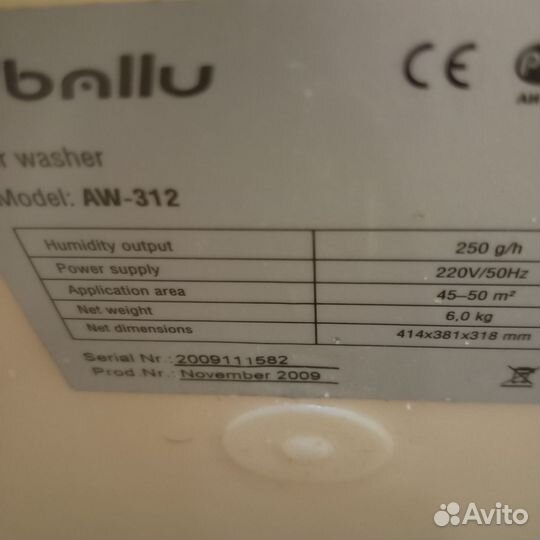 ballu CE
r washer
Model: AW-312
Humidity output 250 g/h
Power supply 220V/50Hz
Application area 45–50 m²
Net weight 6,0 kg
Net dimensions 414x381x318 mm
Serial Nr.: 2009111582
Prod.Nr.: November 2009
Avito